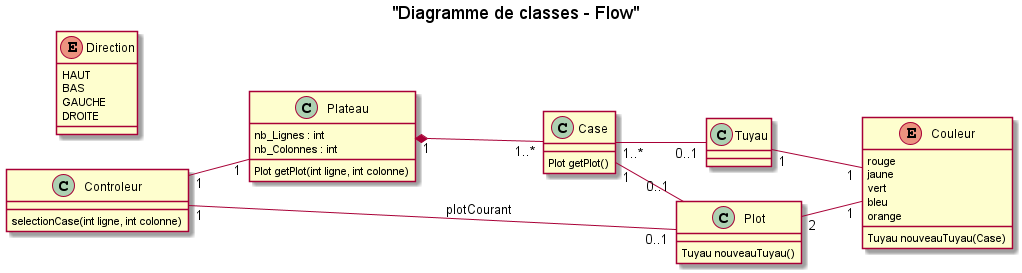 "Diagramme de classes - Flow"
E Direction
HAUT
BAS
GAUCHE
DROITE
C Plateau
nb_Lignes : int
nb_Colonnes : int
Plot getPlot(int ligne, int colonne)
C Controleur
selectionCase(int ligne, int colonne)
C Case
Plot getPlot()
C Tuyau
C Plot
Tuyau nouveauTuyau()
E Couleur
rouge
jaune
vert
bleu
orange
Tuyau nouveauTuyau(Case)
1
1
1
1..*
1..*
0..1
1
0..1
1
1
2
1
1
plotCourant
0..1